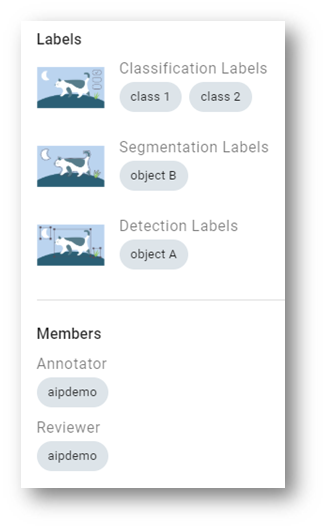 Labels
Classification Labels
class 1 class 2
Segmentation Labels
object B
Detection Labels
object A
Members
Annotator
aipdemo
Reviewer
aipdemo